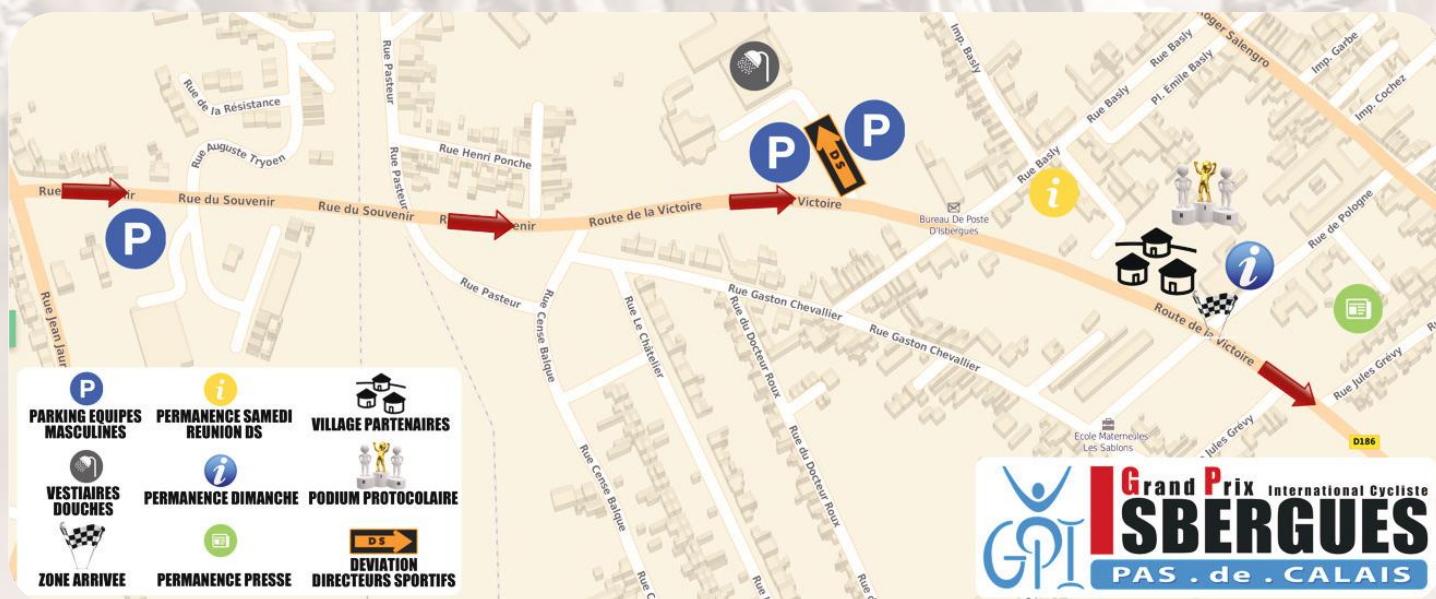 Rue Pasteur
Imp. Basly
Rue Basly
Roger Salengro
Imp. Garbe
Pl. Emile Basly
Imp. Cochez
Rue de la Résistance
Rue Auguste Tryoen
Rue Henri Ponche
Rue Pasteur
P
P
DS
Rue Basly
Rue Basly
i
Rue du Souvenir
Rue du Souvenir
Route de la Victoire
Victoire
Bureau De Poste
D'Isbergues
Rue de Pologne
P
i
Rue Pasteur
Rue Cense Balque
Rue Le Châtelier
Rue du Docteur Roux
Rue Gaston Chevallier
Rue Gaston Chevallier
Route de la Victoire
Rue Jules Grévy
Rue Jean Jaur
Rue Cense Balque
Rue du Docteur Roux
Ecole Maternelles
Les Sablons
Jules Grévy
D186
P
PARKING EQUIPES
MASCULINES
i
PERMANENCE SAMEDI
REUNION DS
VILLAGE PARTENAIRES
VESTIAIRES
DOUCHES
i
PERMANENCE DIMANCHE
PODIUM PROTOCOLAIRE
ZONE ARRIVEE
PERMANENCE PRESSE
DS
DEVIATION
DIRECTEURS SPORTIFS
GPI
Grand Prix International Cycliste
ISBERGUES
PAS . de . CALAIS